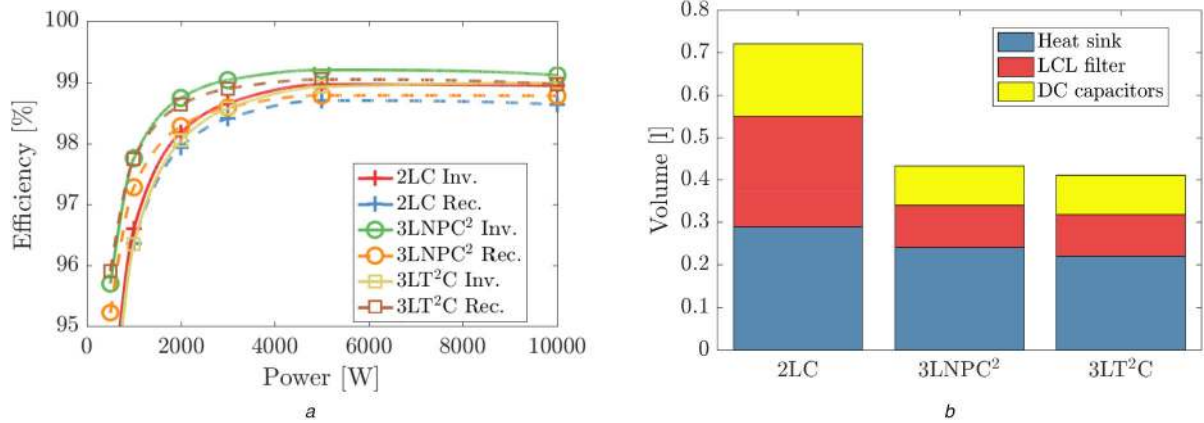 100
99
98
97
96
95
Efficiency [%]
2LC Inv.
2LC Rec.
3LNPC² Inv.
3LNPC² Rec.
3LT²C Inv.
3LT²C Rec.
0 2000 4000 6000 8000 10000
Power [W]
a
0.8
0.7
0.6
0.5
0.4
0.3
0.2
0.1
0
Volume [l]
Heat sink
LCL filter
DC capacitors
2LC 3LNPC² 3LT²C
b